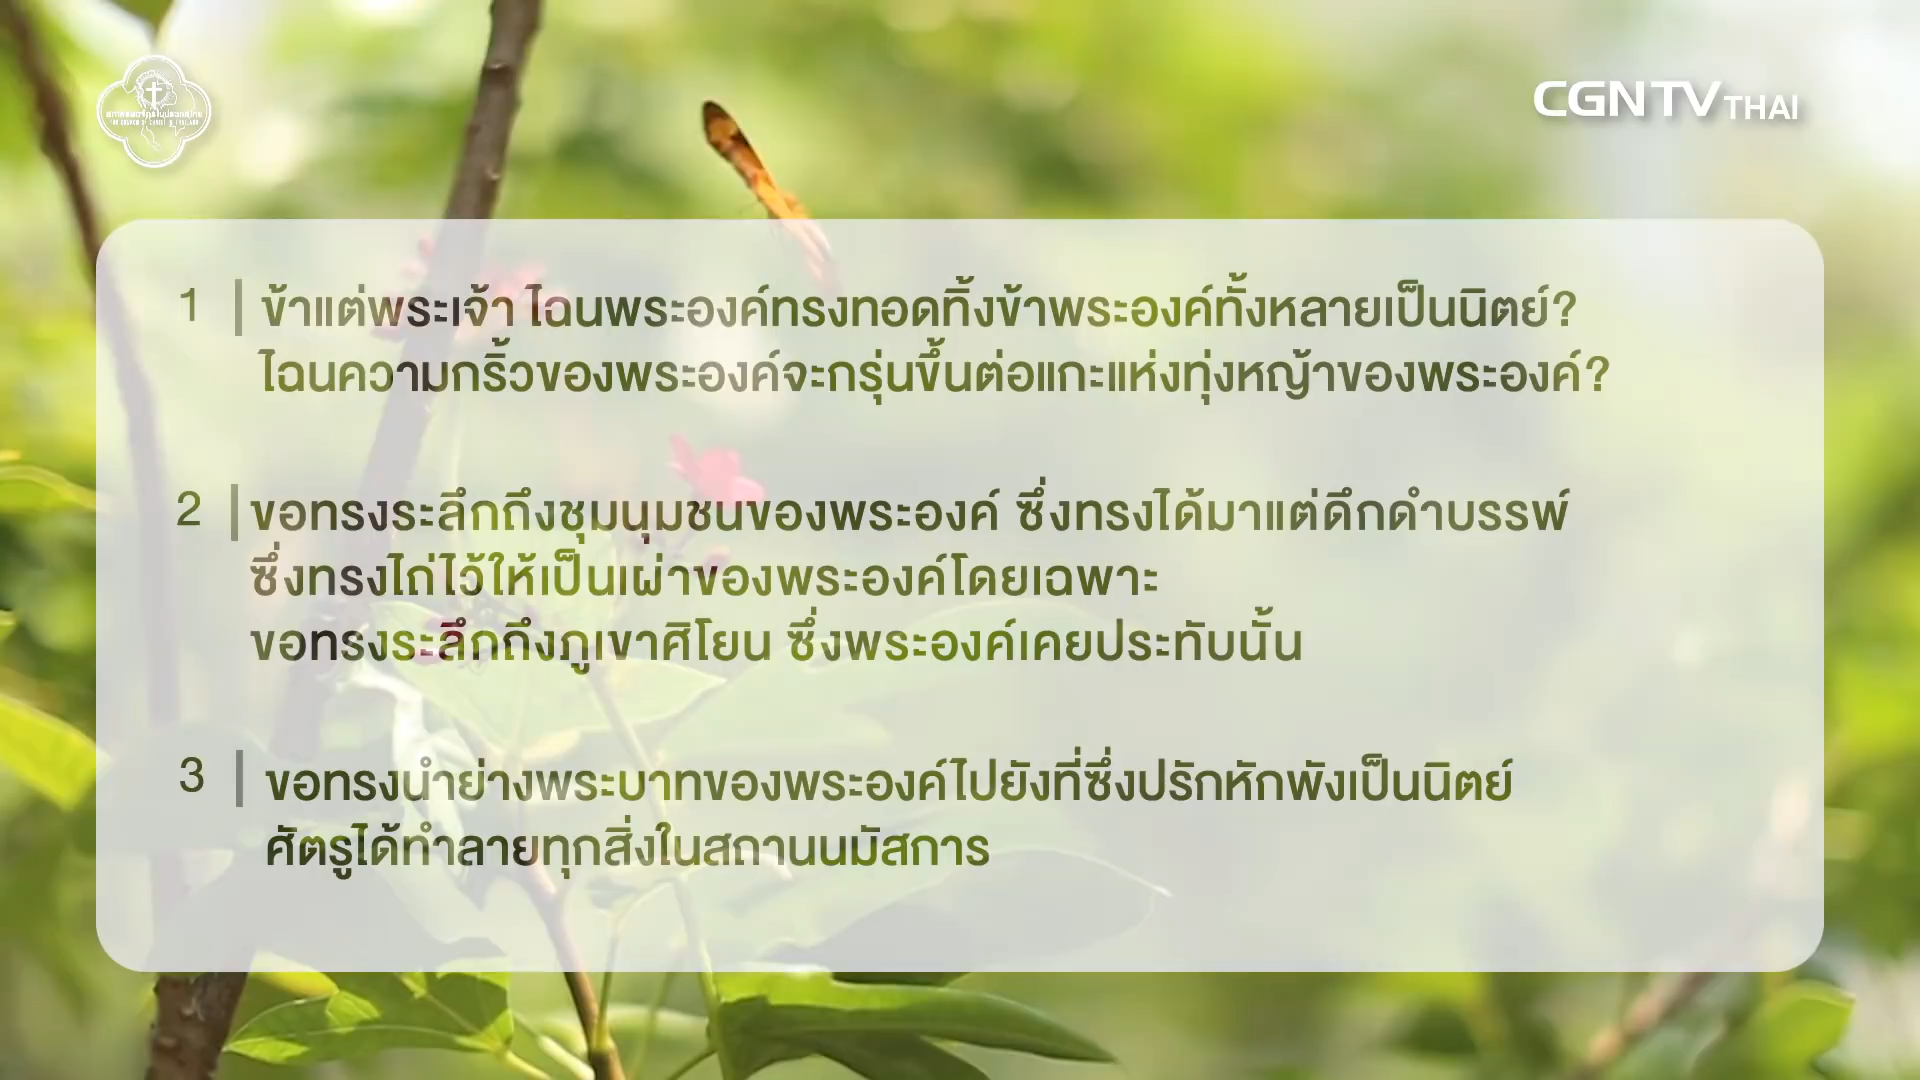 CGNTV THAI
1 ข้าแต่พระเจ้า ไฉนพระองค์ทรงทอดทิ้งข้าพระองค์ทั้งหลายเป็นนิตย์?
ไฉนความกริ้วของพระองค์จะกรุ่นขึ้นต่อแกะแห่งทุ่งหญ้าของพระองค์?
2 ขอทรงระลึกถึงชุมนุมชนของพระองค์ ซึ่งทรงได้มาแต่ดึกดำบรรพ์
ซึ่งทรงไถ่ไว้ให้เป็นเผ่าของพระองค์โดยเฉพาะ
ขอทรงระลึกถึงภูเขาศิโยน ซึ่งพระองค์เคยประทับนั้น
3 ขอทรงนำย่างพระบาทของพระองค์ไปยังที่ซึ่งปรักหักพังเป็นนิตย์
ศัตรูได้ทำลายทุกสิ่งในสถานนมัสการ